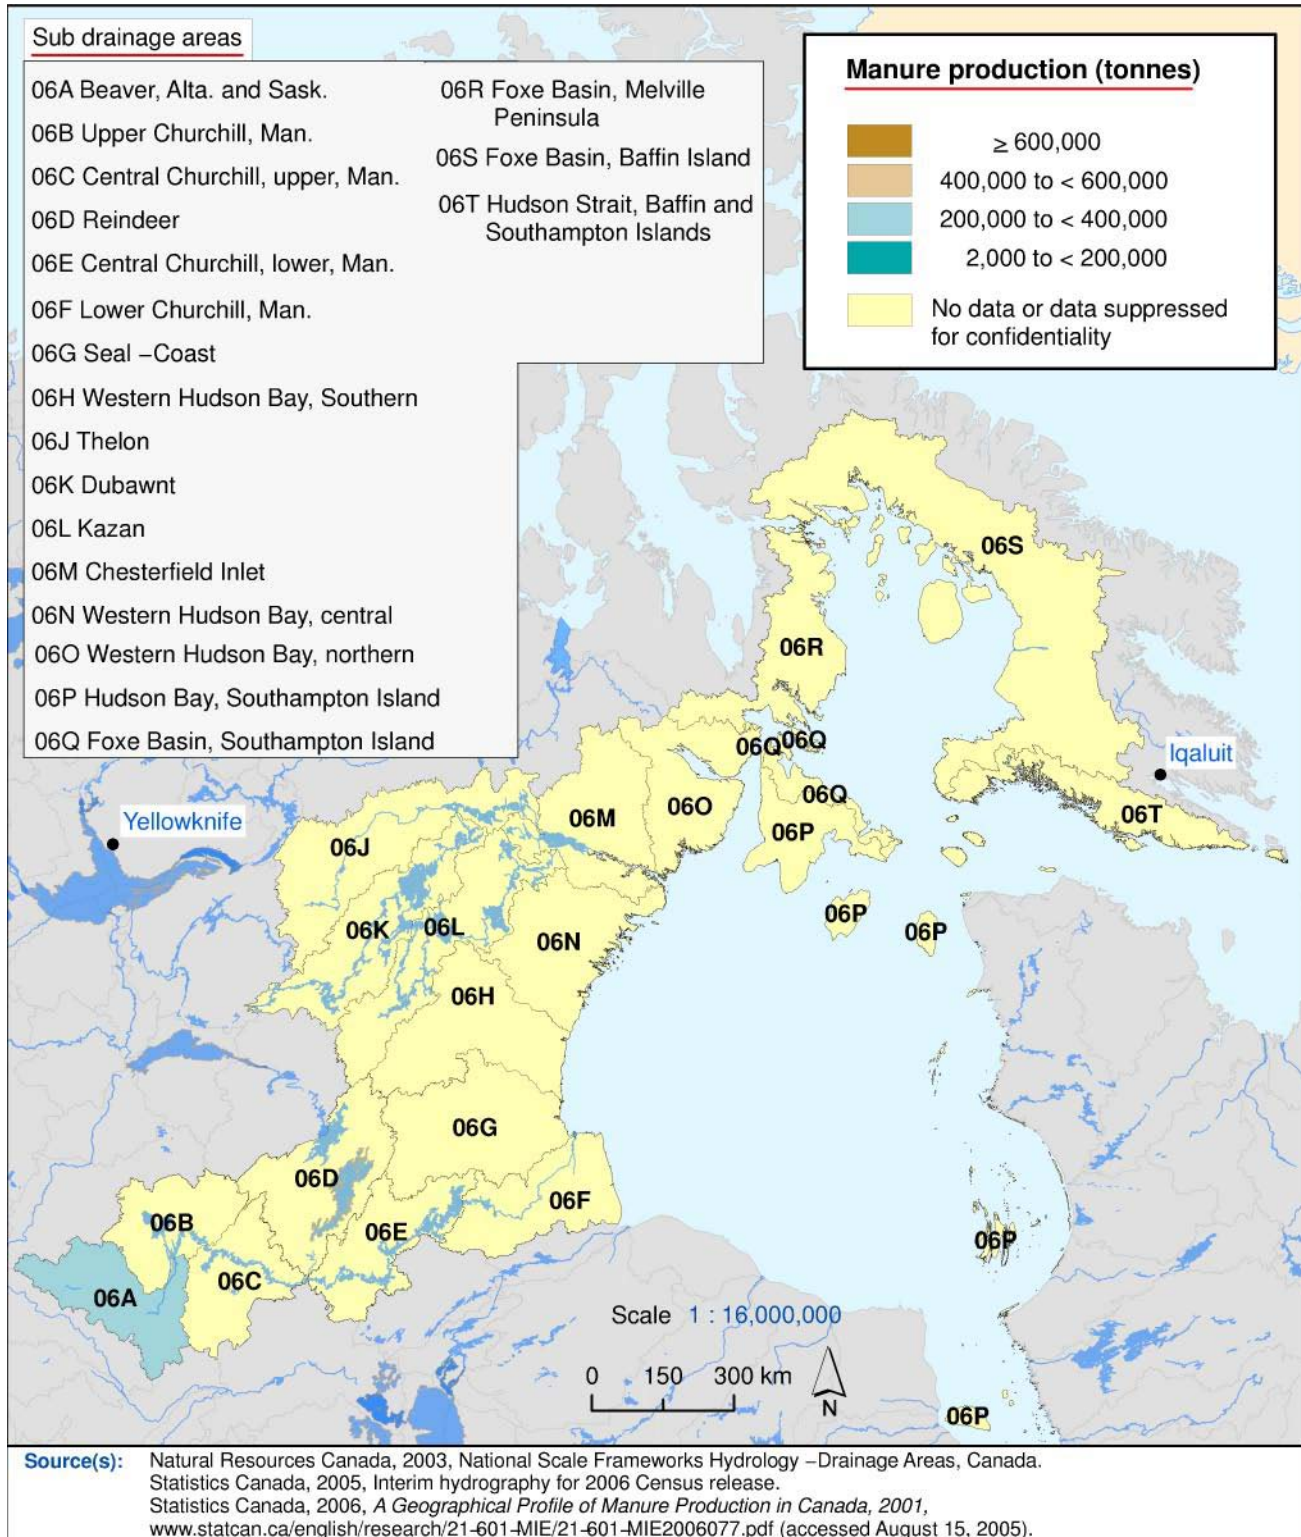 Sub drainage areas
06A Beaver, Alta. and Sask.
06B Upper Churchill, Man.
06C Central Churchill, upper, Man.
06D Reindeer
06E Central Churchill, lower, Man.
06F Lower Churchill, Man.
06G Seal –Coast
06H Western Hudson Bay, Southern
06J Thelon
06K Dubawnt
06L Kazan
06M Chesterfield Inlet
06N Western Hudson Bay, central
06O Western Hudson Bay, northern
06P Hudson Bay, Southampton Island
06Q Foxe Basin, Southampton Island
06R Foxe Basin, Melville
Peninsula
06S Foxe Basin, Baffin Island
06T Hudson Strait, Baffin and
Southampton Islands
Manure production (tonnes)
≥ 600,000
400,000 to < 600,000
200,000 to < 400,000
2,000 to < 200,000
No data or data suppressed
for confidentiality
06S
06R
06Q
06Q
Iqaluit
06Q
06T
06O
06M
06P
Yellowknife
06J
06P
06K
06L
06P
06N
06H
06G
06D
06F
06B
06E
06P
06C
06A
Scale 1 : 16,000,000
0 150 300 km
N
06P
Source(s): Natural Resources Canada, 2003, National Scale Frameworks Hydrology –Drainage Areas, Canada.
Statistics Canada, 2005, Interim hydrography for 2006 Census release.
Statistics Canada, 2006, A Geographical Profile of Manure Production in Canada, 2001,
www.statcan.ca/english/research/21-601-MIE/21-601-MIE2006077.pdf (accessed August 15, 2005).